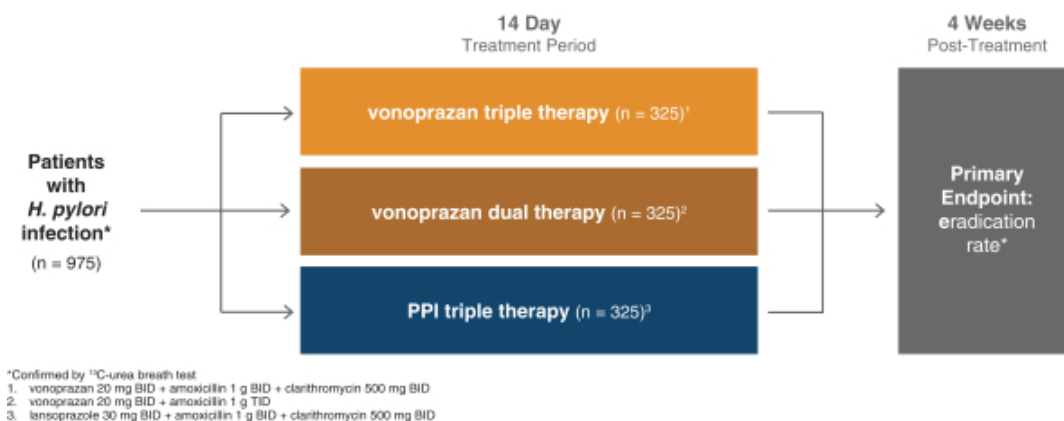 14 Day
Treatment Period
4 Weeks
Post-Treatment
Patients
with
H. pylori
infection*
(n = 975)
vonoprazan triple therapy (n = 325)¹
vonoprazan dual therapy (n = 325)²
PPI triple therapy (n = 325)³
Primary
Endpoint:
eradication
rate*
*Confirmed by ¹³C-urea breath test
1. vonoprazan 20 mg BID + amoxicillin 1 g BID + clarithromycin 500 mg BID
2. vonoprazan 20 mg BID + amoxicillin 1 g TID
3. lansoprazole 30 mg BID + amoxicillin 1 g BID + clarithromycin 500 mg BID